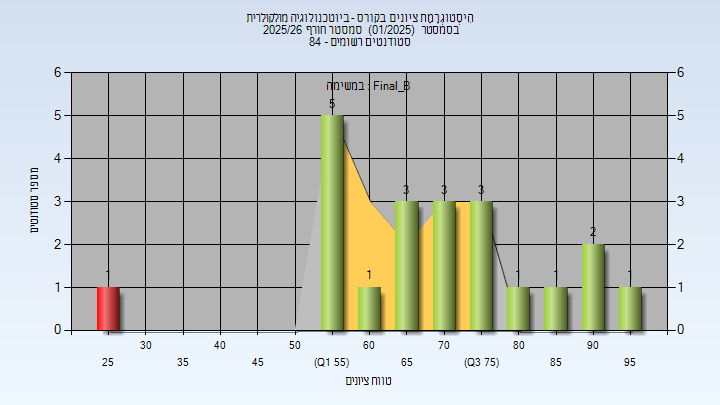 היסטוגרמת ציונים בקורס - ביוטכנולוגיה מולקולרית
בסמסטר (01/2025) סמסטר חורף 2025/26
סטודנטים רשומים - 84
במשימה : Final_B
מספר סטודנטים
6 6
5 5
4 4
3 3
2 2
1 1
0 0
1 5 1 3 3 3 1 1 2 1
30 40 50 60 70 80 90
25 35 45 (Q1 55) 65 (Q3 75) 85 95
טווח ציונים